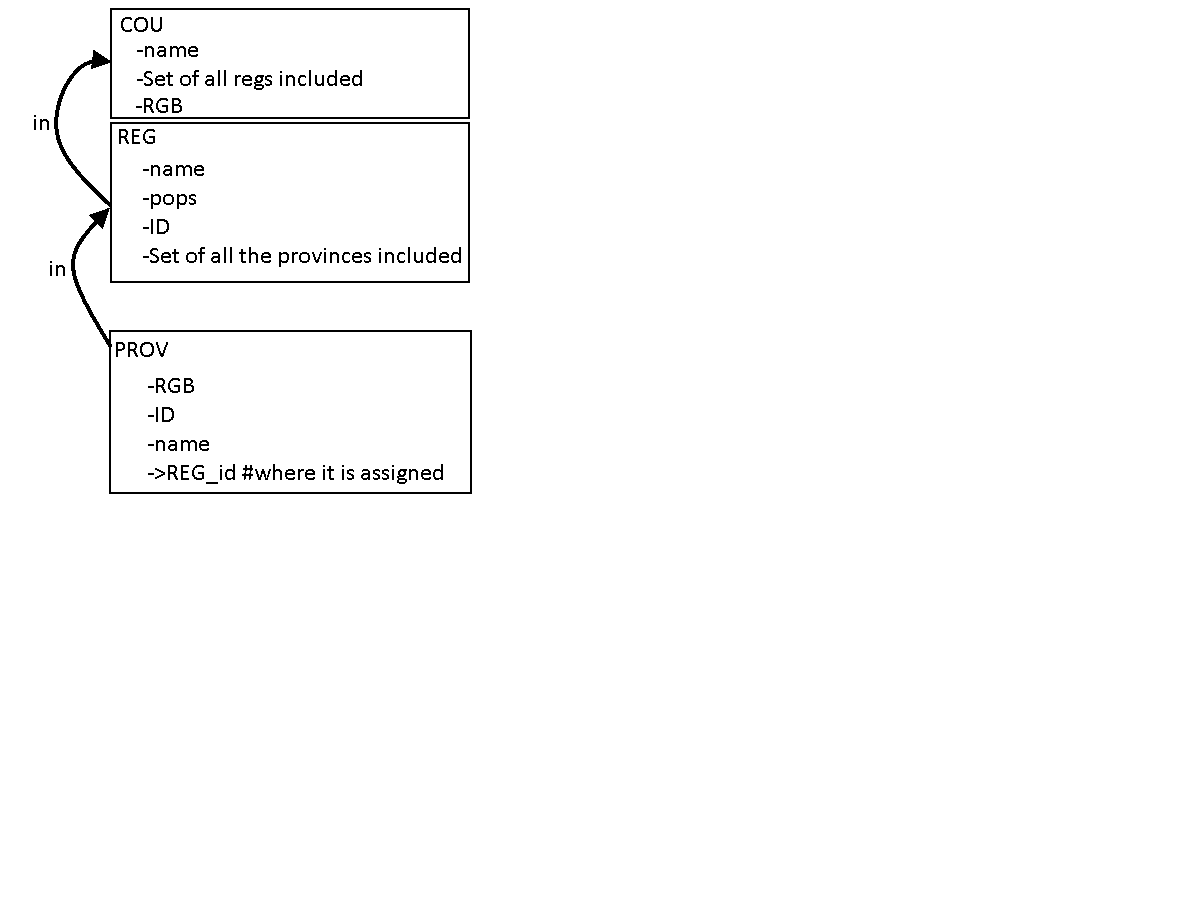 COU
-name
-Set of all regs included
-RGB
in
REG
-name
-pops
-ID
-Set of all the provinces included
in
PROV
-RGB
-ID
-name
->REG_id #where it is assigned